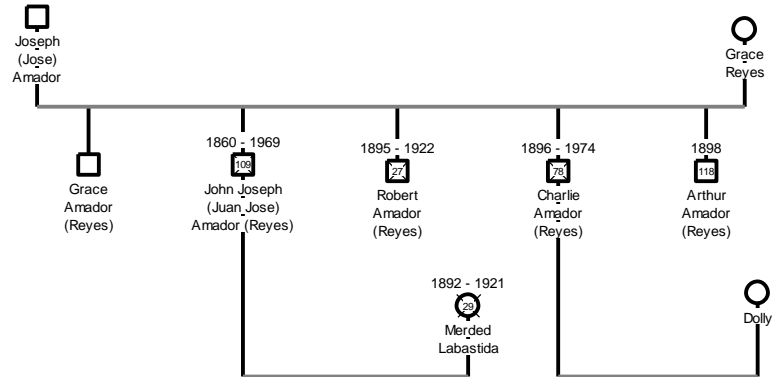 Joseph
(Jose)
Amador
Grace
Reyes
Grace
Amador
(Reyes)
1860 - 1969
109
John Joseph
(Juan Jose)
Amador (Reyes)
1895 - 1922
27
Robert
Amador
(Reyes)
1896 - 1974
78
Charlie
Amador
(Reyes)
1898
118
Arthur
Amador
(Reyes)
1892 - 1921
29
Merded
Labastida
Dolly